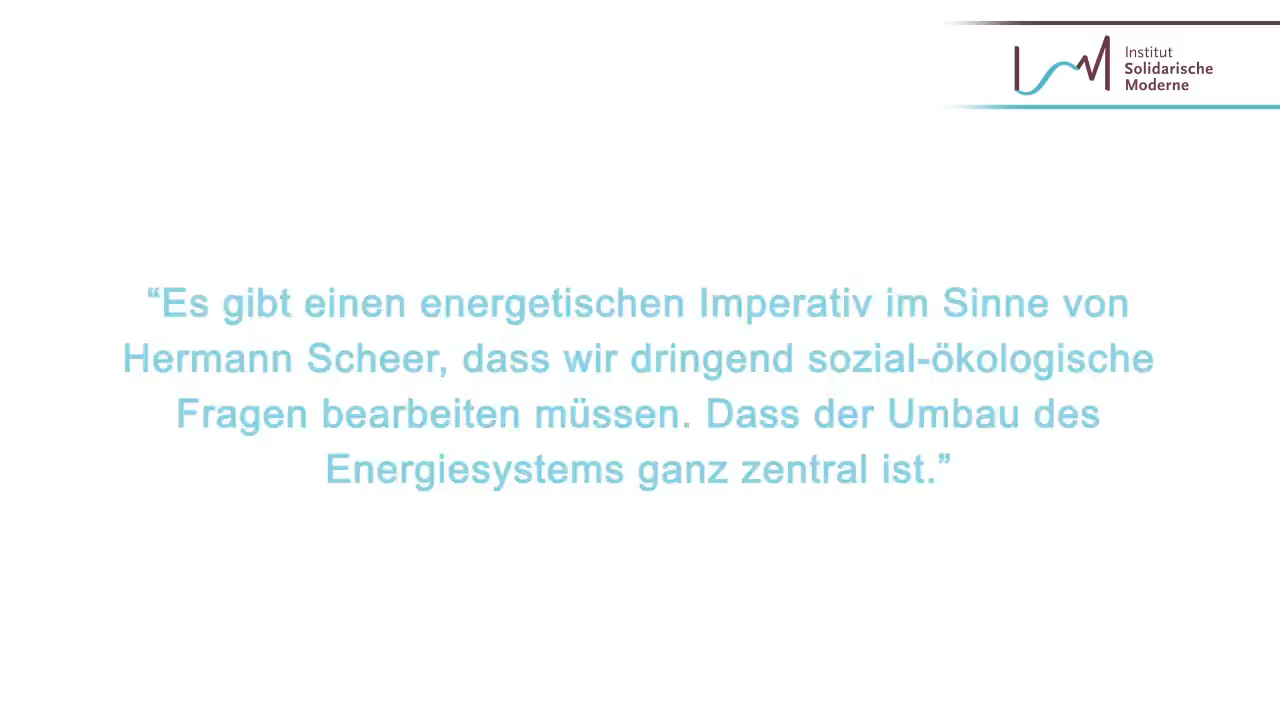 Institut
Solidarische
Moderne
“Es gibt einen energetischen Imperativ im Sinne von
Hermann Scheer, dass wir dringend sozial-ökologische
Fragen bearbeiten müssen. Dass der Umbau des
Energiesystems ganz zentral ist.”